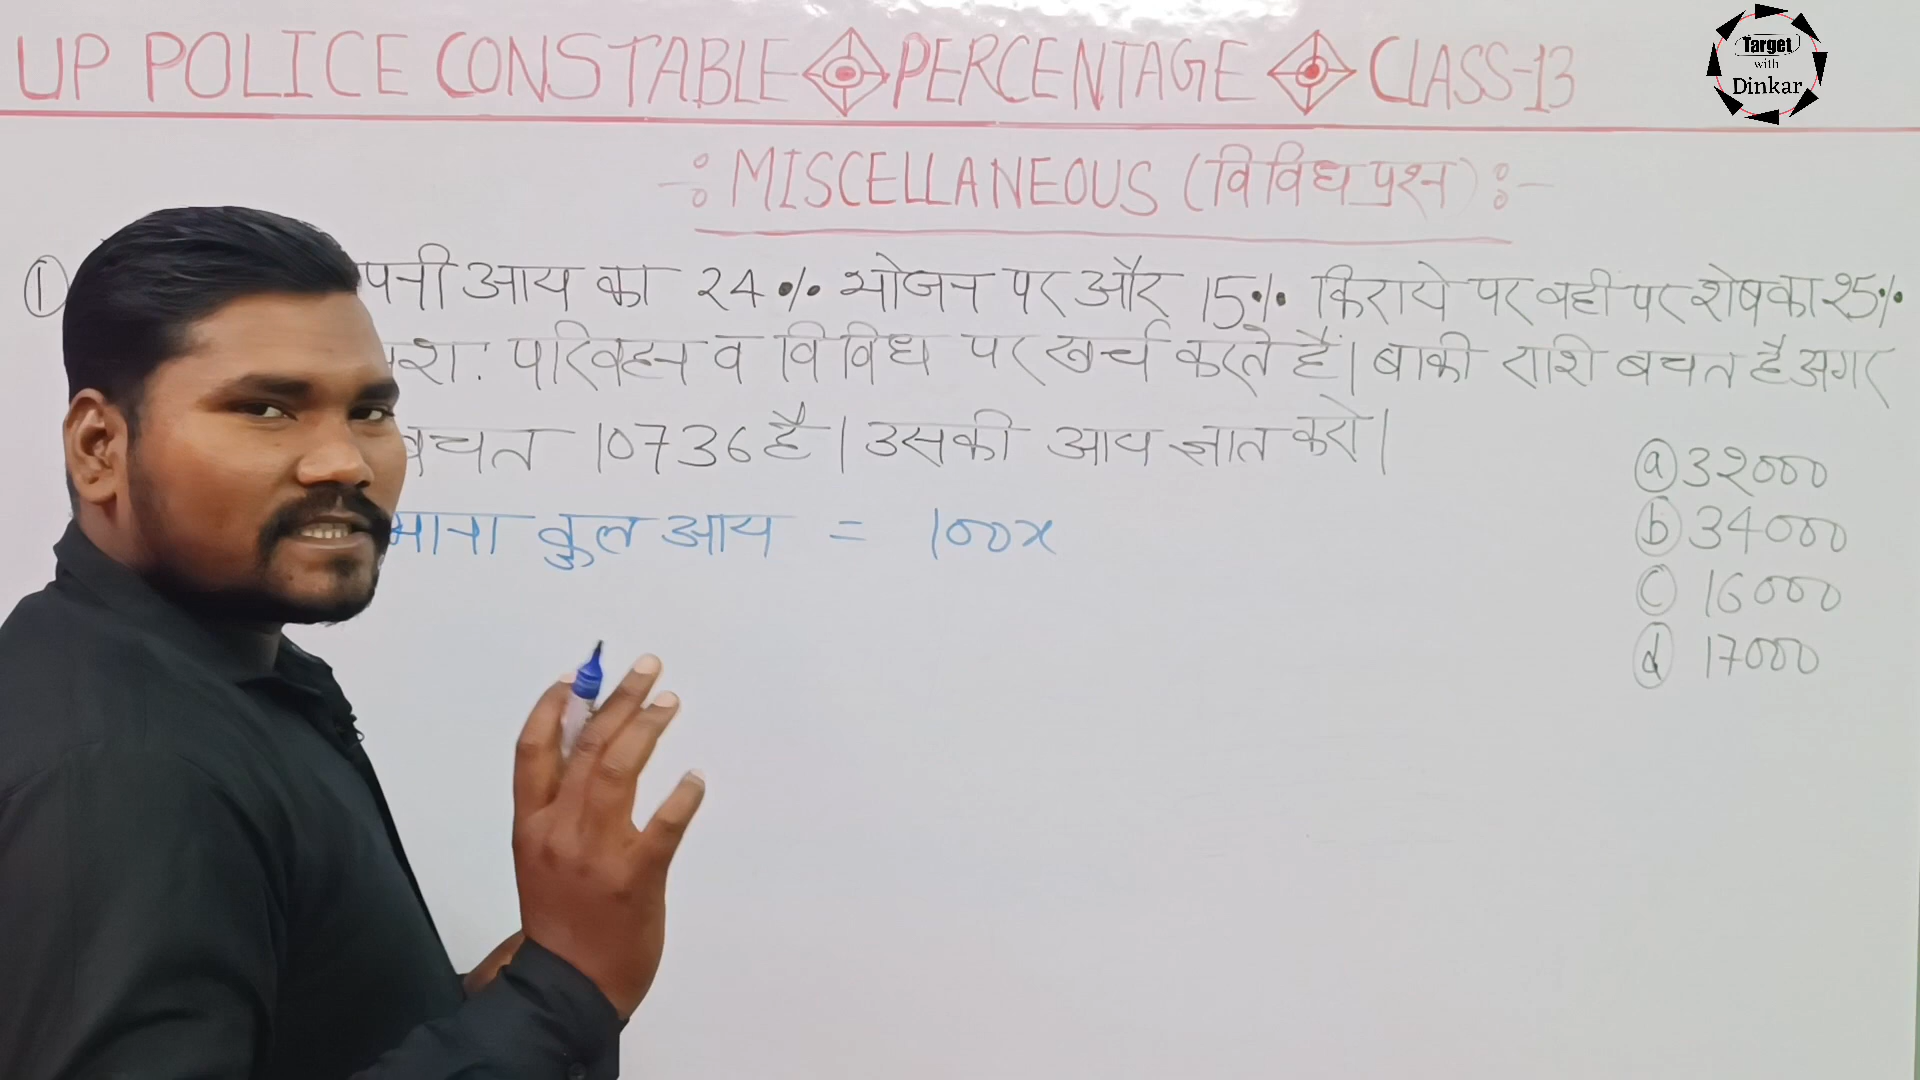 UP POLICE CONSTABLE PERCENTAGE CLASS-13
Target
with
Dinkar
-: MISCELLANEOUS (विविध प्रश्न) :-
① पनी आय का 24% भोजन पर और 15% किराये पर वही पर शेष का 25%
श: परिवहन व विविध पर खर्च करते हैं। बाकी राशि बचत है अगर
बचत 10736 है। उसकी आय ज्ञात करो।
ⓐ 32000
ⓑ 34000
ⓒ 16000
ⓓ 17000
माना कुल आय = 100x